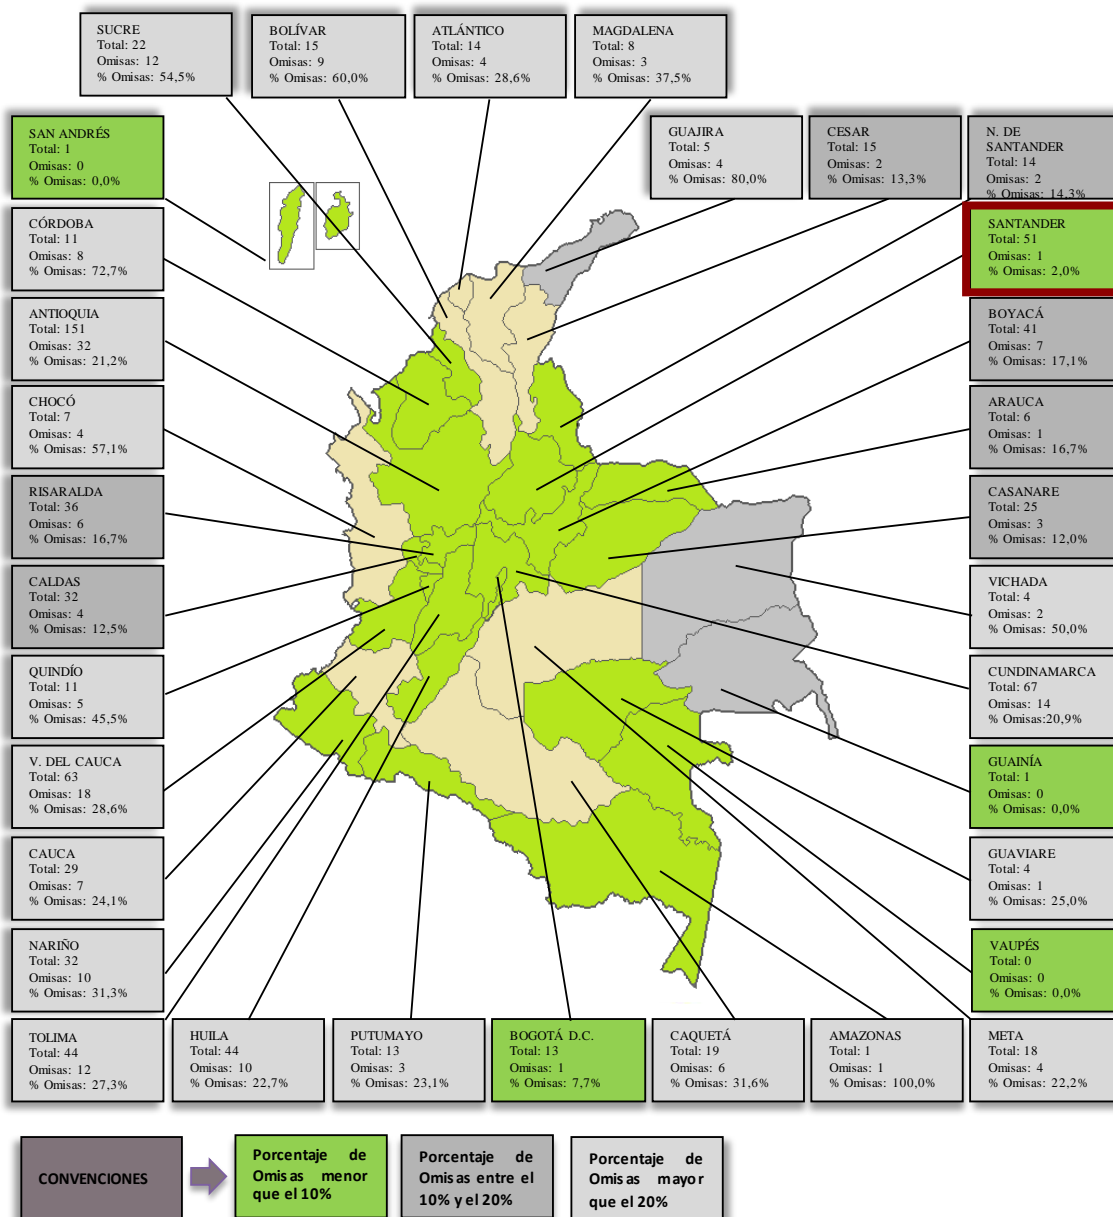 SUCRE
Total: 22
Omisas: 12
% Omisas: 54,5%
BOLÍVAR
Total: 15
Omisas: 9
% Omisas: 60,0%
ATLÁNTICO
Total: 14
Omisas: 4
% Omisas: 28,6%
MAGDALENA
Total: 8
Omisas: 3
% Omisas: 37,5%
SAN ANDRÉS
Total: 1
Omisas: 0
% Omisas: 0,0%
GUAJIRA
Total: 5
Omisas: 4
% Omisas: 80,0%
CESAR
Total: 15
Omisas: 2
% Omisas: 13,3%
N. DE
SANTANDER
Total: 14
Omisas: 2
% Omisas: 14,3%
CÓRDOBA
Total: 11
Omisas: 8
% Omisas: 72,7%
SANTANDER
Total: 51
Omisas: 1
% Omisas: 2,0%
ANTIOQUIA
Total: 151
Omisas: 32
% Omisas: 21,2%
BOYACÁ
Total: 41
Omisas: 7
% Omisas: 17,1%
CHOCÓ
Total: 7
Omisas: 4
% Omisas: 57,1%
ARAUCA
Total: 6
Omisas: 1
% Omisas: 16,7%
RISARALDA
Total: 36
Omisas: 6
% Omisas: 16,7%
CASANARE
Total: 25
Omisas: 3
% Omisas: 12,0%
CALDAS
Total: 32
Omisas: 4
% Omisas: 12,5%
VICHADA
Total: 4
Omisas: 2
% Omisas: 50,0%
QUINDÍO
Total: 11
Omisas: 5
% Omisas: 45,5%
CUNDINAMARCA
Total: 67
Omisas: 14
% Omisas:20,9%
V. DEL CAUCA
Total: 63
Omisas: 18
% Omisas: 28,6%
GUAINÍA
Total: 1
Omisas: 0
% Omisas: 0,0%
CAUCA
Total: 29
Omisas: 7
% Omisas: 24,1%
GUAVIARE
Total: 4
Omisas: 1
% Omisas: 25,0%
NARIÑO
Total: 32
Omisas: 10
% Omisas: 31,3%
VAUPÉS
Total: 0
Omisas: 0
% Omisas: 0,0%
TOLIMA
Total: 44
Omisas: 12
% Omisas: 27,3%
HUILA
Total: 44
Omisas: 10
% Omisas: 22,7%
PUTUMAYO
Total: 13
Omisas: 3
% Omisas: 23,1%
BOGOTÁ D.C.
Total: 13
Omisas: 1
% Omisas: 7,7%
CAQUETÁ
Total: 19
Omisas: 6
% Omisas: 31,6%
AMAZONAS
Total: 1
Omisas: 1
% Omisas: 100,0%
META
Total: 18
Omisas: 4
% Omisas: 22,2%
CONVENCIONES
Porcentaje de
Omisas menor
que el 10%
Porcentaje de
Omisas entre el
10% y el 20%
Porcentaje de
Omisas mayor
que el 20%